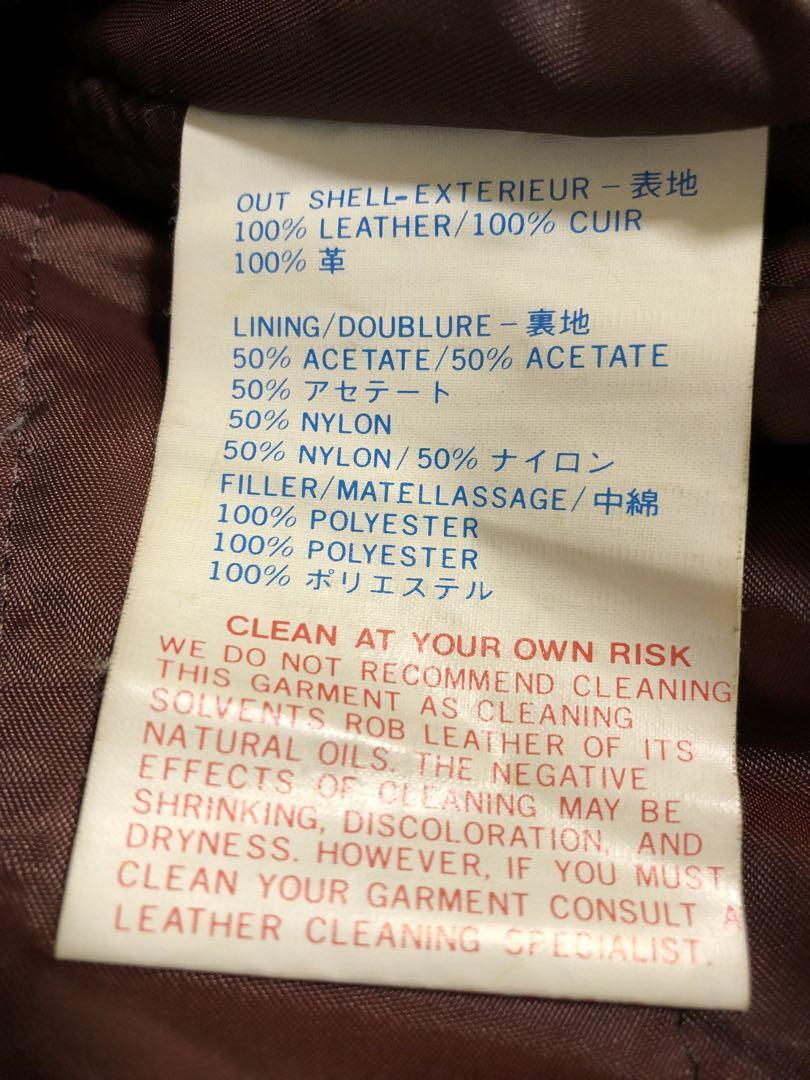 OUT SHELL-EXTERIEUR - 表地
100% LEATHER/100% CUIR
100% 革
LINING/DOUBLURE - 裏地
50% ACETATE/50% ACETATE
50% アセテート
50% NYLON
50% NYLON/50% ナイロン
FILLER/MATELLASSAGE/中綿
100% POLYESTER
100% POLYESTER
100% ポリエステル
CLEAN AT YOUR OWN RISK
WE DO NOT RECOMMEND CLEANING
THIS GARMENT AS CLEANING
SOLVENTS ROB LEATHER OF ITS
NATURAL OILS. THE NEGATIVE
EFFECTS OF CLEANING MAY BE
SHRINKING, DISCOLORATION, AND
DRYNESS. HOWEVER, IF YOU MUST
CLEAN YOUR GARMENT CONSULT A
LEATHER CLEANING SPECIALIST.